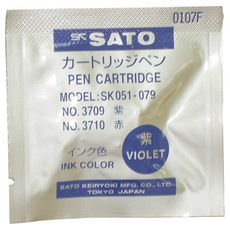 0107F
SK SATO
カートリッジペン
PEN CARTRIDGE
MODEL:SK051-079
NO.3709 紫
NO.3710 赤
インク色
INK COLOR
紫
VIOLET
SATO KEIRYOKI MFG. CO., LTD.
TOKYO JAPAN